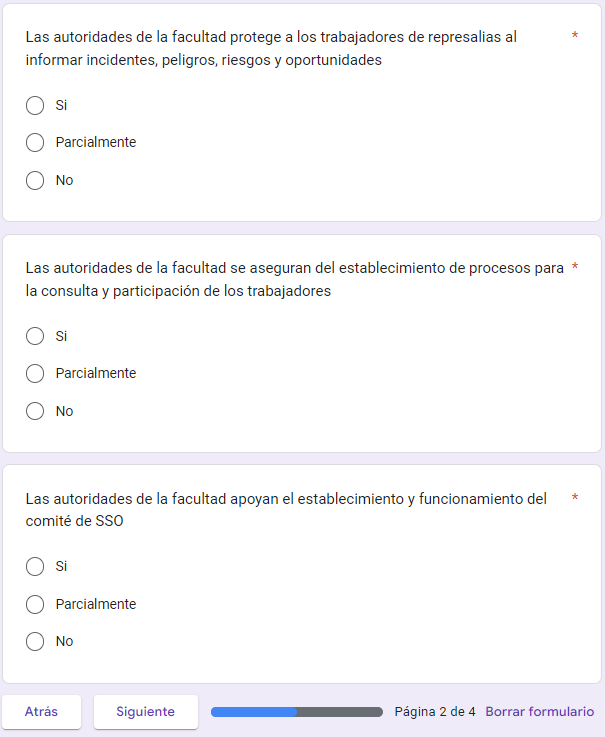 Las autoridades de la facultad protege a los trabajadores de represalias al *
informar incidentes, peligros, riesgos y oportunidades
Si
Parcialmente
No
Las autoridades de la facultad se aseguran del establecimiento de procesos para *
la consulta y participación de los trabajadores
Si
Parcialmente
No
Las autoridades de la facultad apoyan el establecimiento y funcionamiento del *
comité de SSO
Si
Parcialmente
No
Atrás Siguiente Página 2 de 4 Borrar formulario